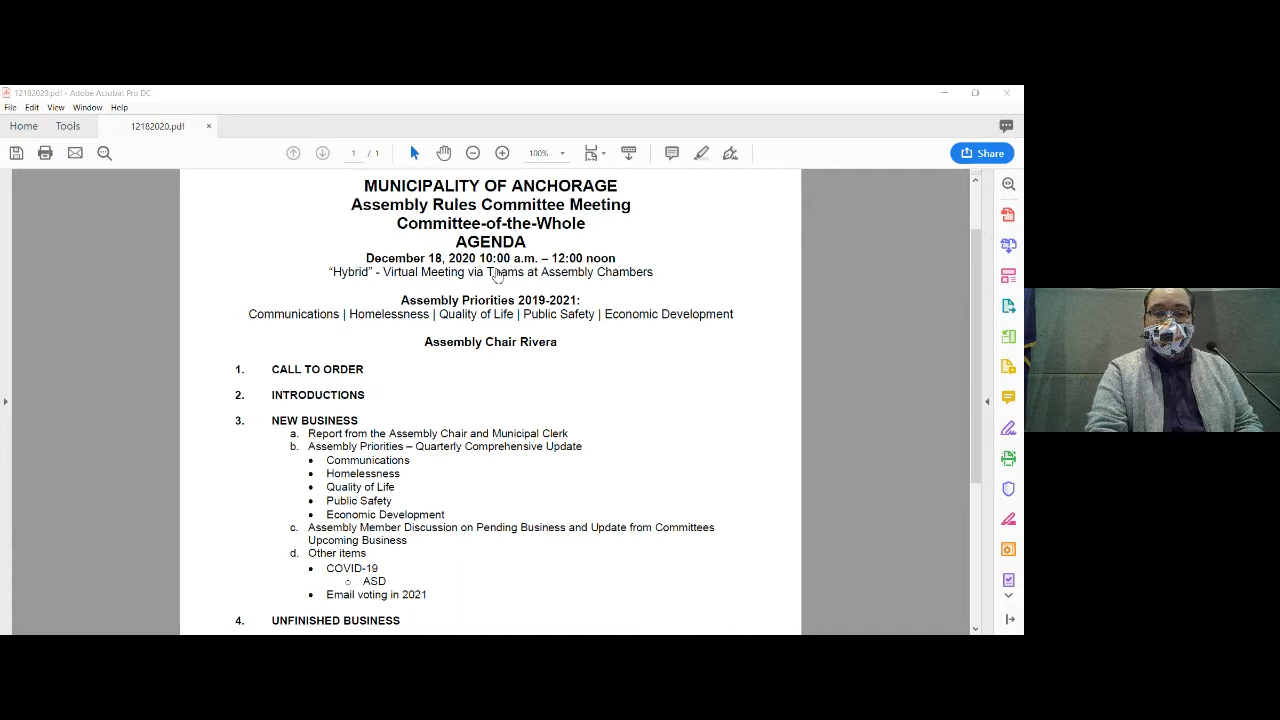 12182020.pdf - Adobe Acrobat Pro DC
File Edit View Window Help
Home Tools 12182020.pdf ×
1 / 1 100% Share
MUNICIPALITY OF ANCHORAGE
Assembly Rules Committee Meeting
Committee-of-the-Whole
AGENDA
December 18, 2020 10:00 a.m. – 12:00 noon
“Hybrid” - Virtual Meeting via Teams at Assembly Chambers
Assembly Priorities 2019-2021:
Communications | Homelessness | Quality of Life | Public Safety | Economic Development
Assembly Chair Rivera
1. CALL TO ORDER
2. INTRODUCTIONS
3. NEW BUSINESS
a. Report from the Assembly Chair and Municipal Clerk
b. Assembly Priorities – Quarterly Comprehensive Update
• Communications
• Homelessness
• Quality of Life
• Public Safety
• Economic Development
c. Assembly Member Discussion on Pending Business and Update from Committees
Upcoming Business
d. Other items
• COVID-19
○ ASD
• Email voting in 2021
4. UNFINISHED BUSINESS